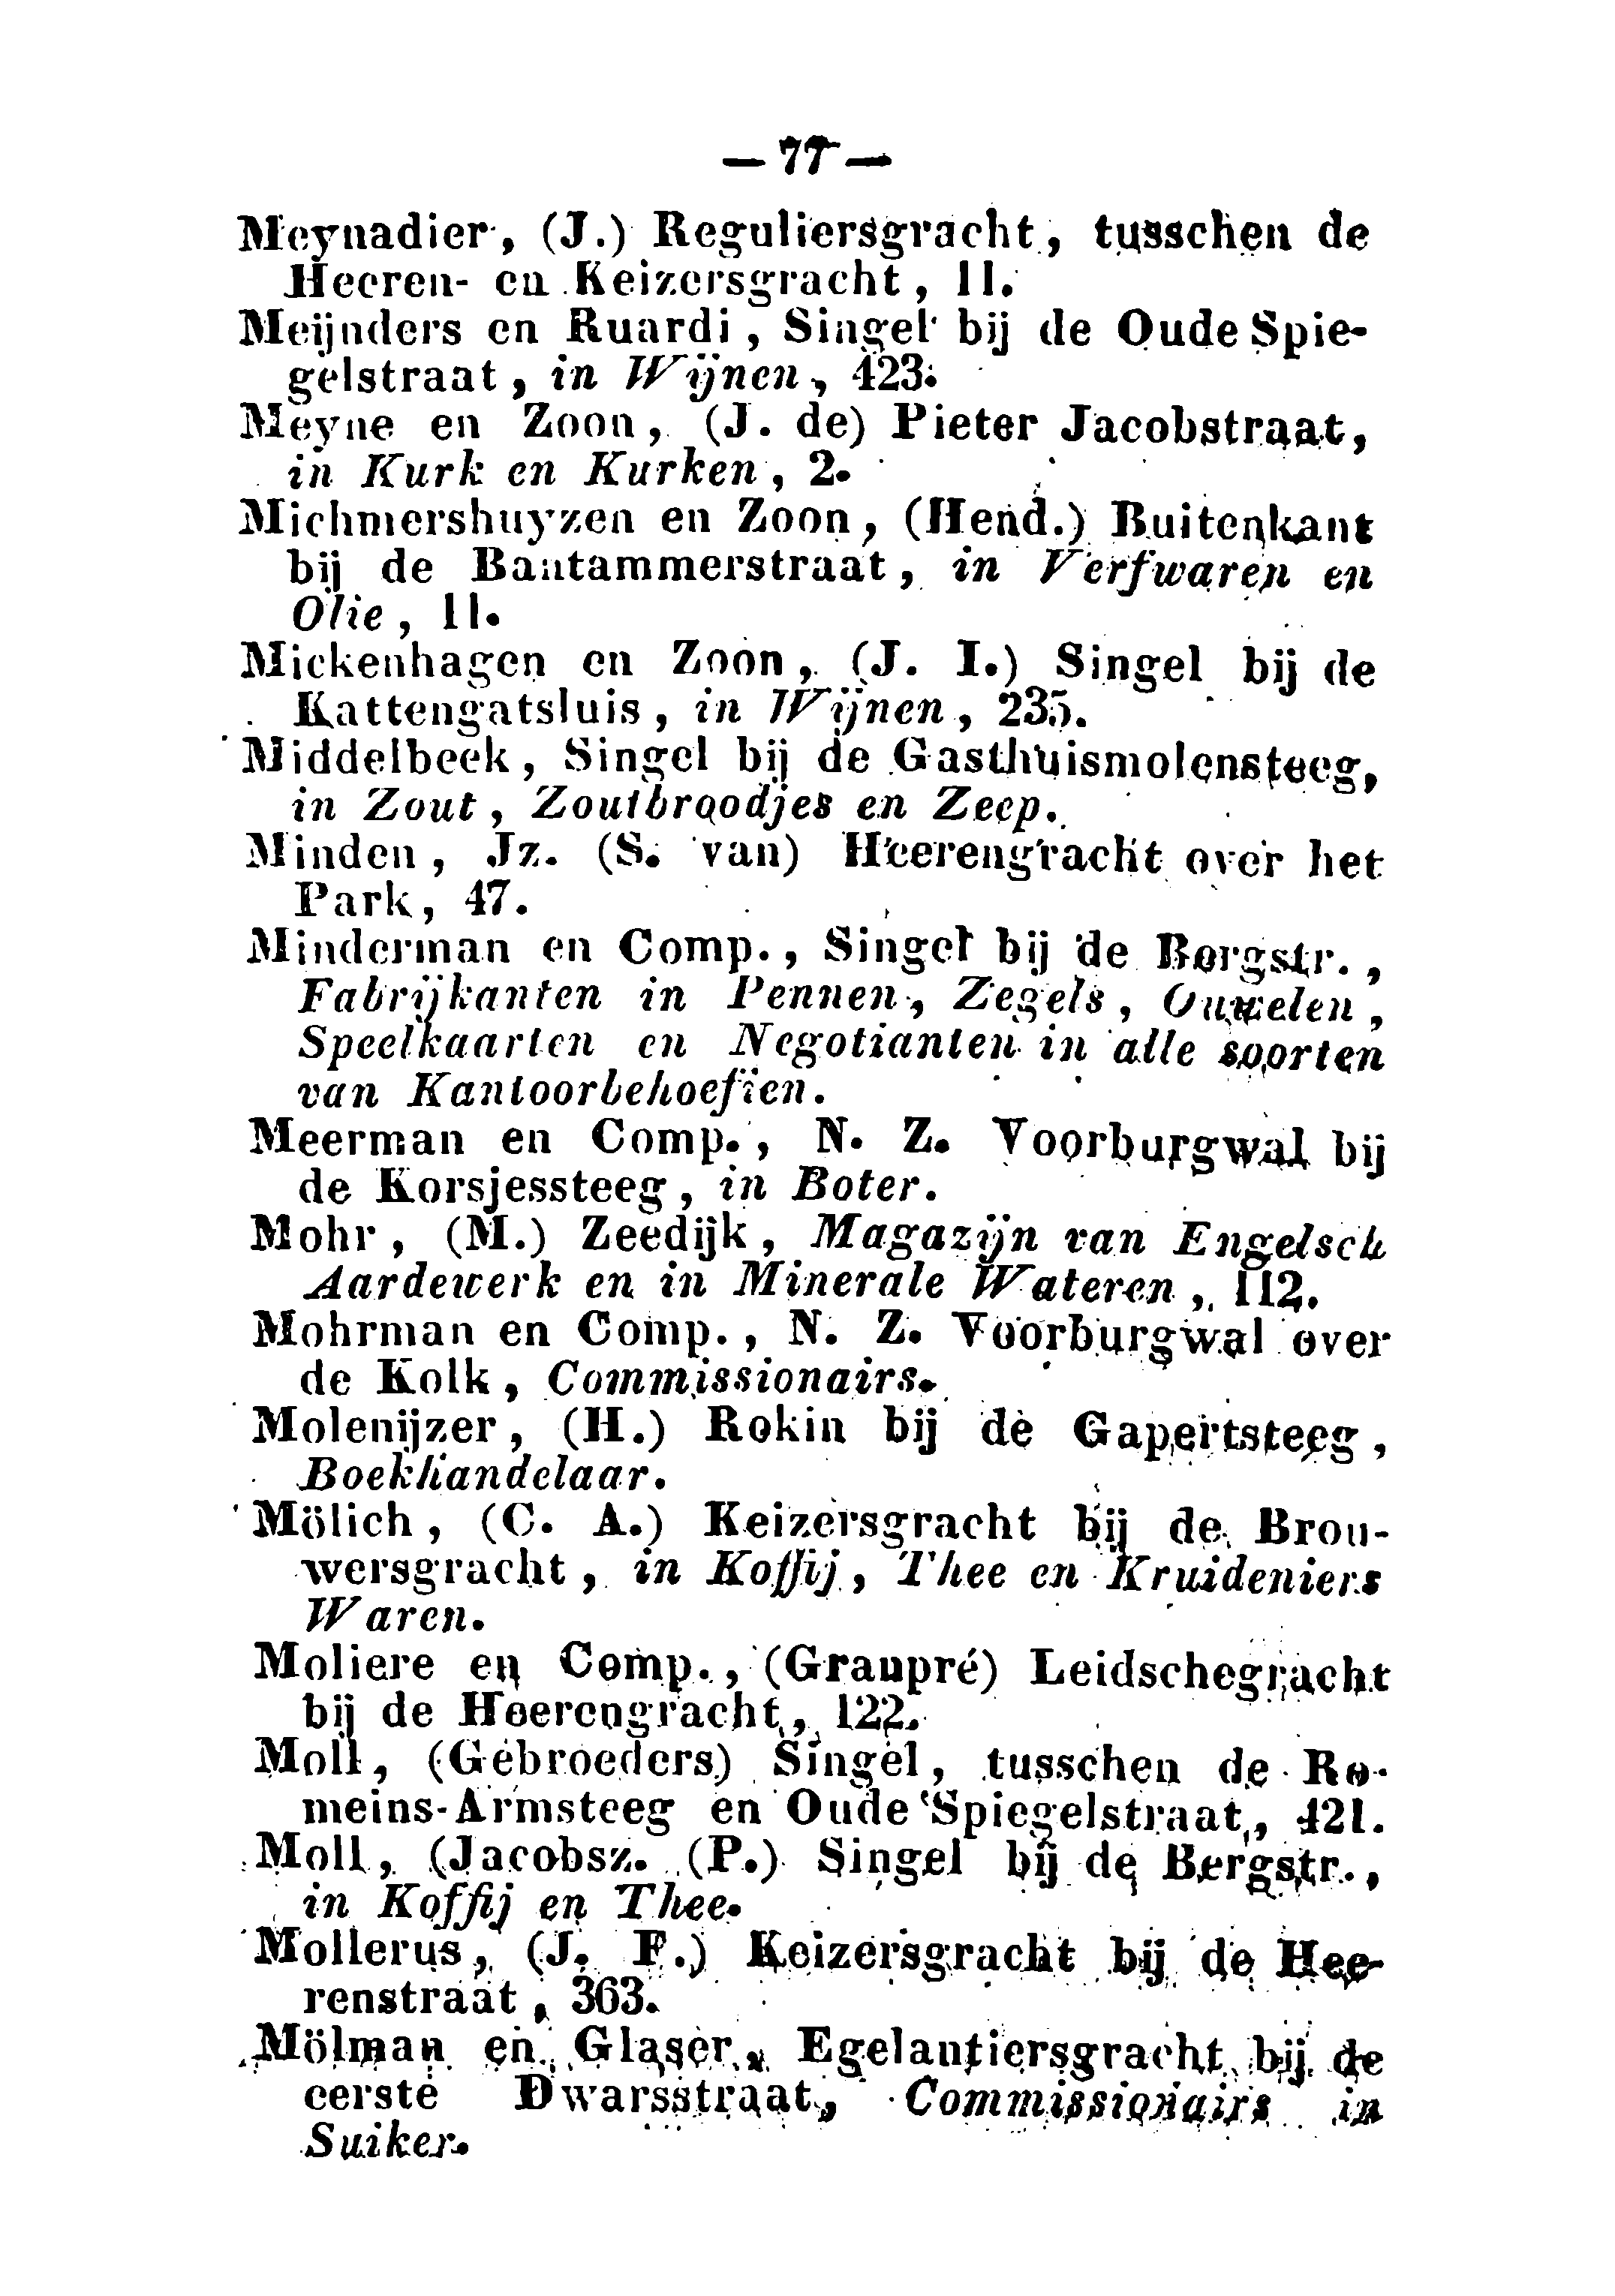 — 77 —
Meynadier, (J.) Reguliersgracht, tusschen de
Heeren- en Keizersgracht, 11.
Meijnders en Ruardi, Singel bij de Oude Spie-
gelstraat, in Wijnen, 423.
Meyne en Zoon, (J. de) Pieter Jacobstraat,
in Kurk en Kurken, 2.
Michmershuyzen en Zoon, (Hend.) Buitenkant
bij de Bantammerstraat, in Verfwaren en
Olie, 11.
Mickenhagen en Zoon, (J. I.) Singel bij de
Kattengatsluis, in Wijnen, 235.
Middelbeek, Singel bij de Gasthuismolensteeg,
in Zout, Zoutbroodjes en Zeep.
Minden, Jz. (S. van) Heerengracht over het
Park, 47.
Minderman en Comp., Singel bij de Bergstr.,
Fabrijkanten in Pennen, Zegels, Ouwelen,
Speelkaarten en Negotianten in alle soorten
van Kantoorbehoeften.
Meerman en Comp., N. Z. Voorburgwal bij
de Korsjessteeg, in Boter.
Mohr, (M.) Zeedijk, Magazijn van Engelsch
Aardewerk en in Minerale Wateren, 112.
Mohrman en Comp., N. Z. Voorburgwal over
de Kolk, Commissionairs.
Molenijzer, (H.) Rokin bij de Gapertsteeg,
Boekhandelaar.
Mölich, (C. A.) Keizersgracht bij de Brou-
wersgracht, in Koffij, Thee en Kruideniers
Waren.
Moliere en Comp., (Graupré) Leidschegracht
bij de Heerengracht, 122.
Moll, (Gebroeders) Singel, tusschen de Ro-
meins-Armsteeg en Oude Spiegelstraat, 421.
Moll, (Jacobsz. (P.) Singel bij de Bergstr.,
in Koffij en Thee.
Mollerus, (J. F.) Keizersgracht bij de Hee-
renstraat, 363.
Mölman en Glaser, Egelantiersgracht bij de
eerste Dwarsstraat, Commissionairs in
Suiker.